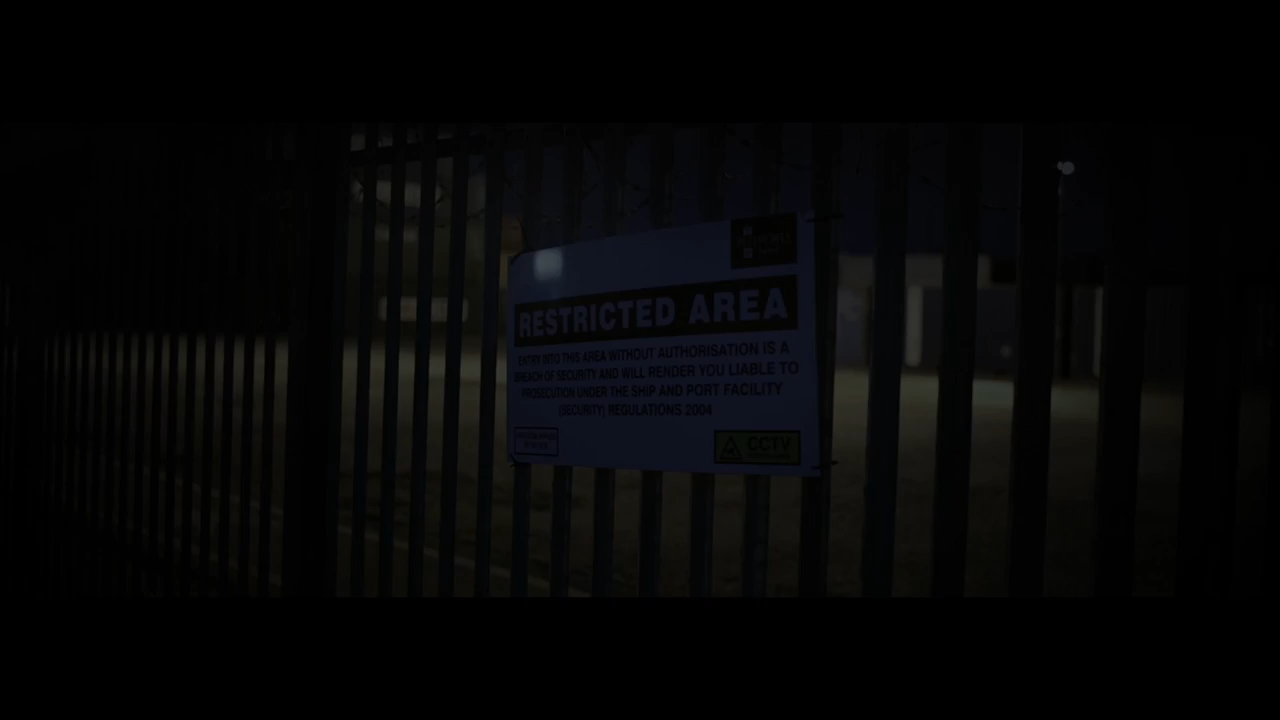 RESTRICTED AREA
ENTRY INTO THIS AREA WITHOUT AUTHORISATION IS A
BREACH OF SECURITY AND WILL RENDER YOU LIABLE TO
PROSECUTION UNDER THE SHIP AND PORT FACILITY
(SECURITY) REGULATIONS 2004
CCTV